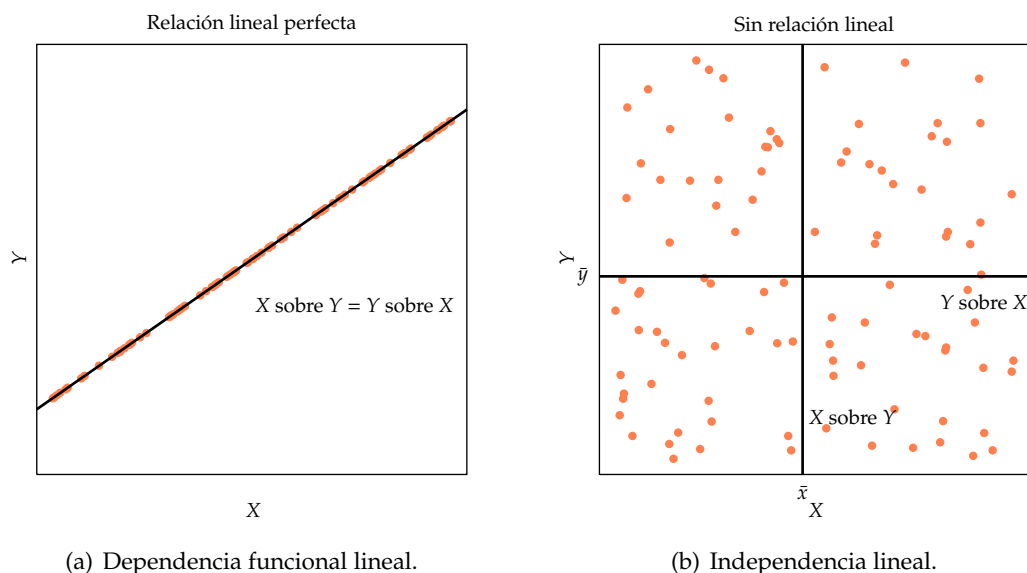 Relación lineal perfecta
Y
X sobre Y = Y sobre X
X
(a) Dependencia funcional lineal.
Sin relación lineal
Y
ȳ
Y sobre X
X sobre Y
x̄
X
(b) Independencia lineal.